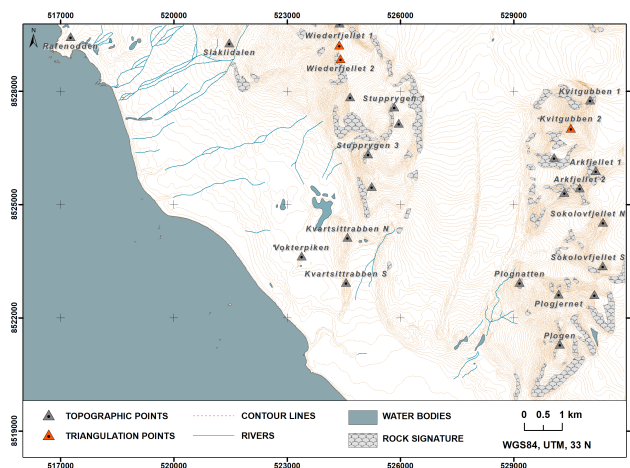 517000 520000 523000 526000 529000
N
Rafenodden
Slaklidalen
Wiederfjellet 1
Wiederfjellet 2
Stupprygen 1
Kvitgubben 1
Kvitgubben 2
Stupprygen 3
Arkfjellet 1
Arkfjellet 2
Sokolovfjellet N
Kvartsittrabben N
Vokterpiken
Kvartsittrabben S
Sokolovfjellet S
Plognatten
Plogjernet
Plogen
8528000
8525000
8522000
8519000
TOPOGRAPHIC POINTS
TRIANGULATION POINTS
CONTOUR LINES
RIVERS
WATER BODIES
ROCK SIGNATURE
0 0.5 1 km
WGS84, UTM, 33 N
517000 520000 523000 526000 529000